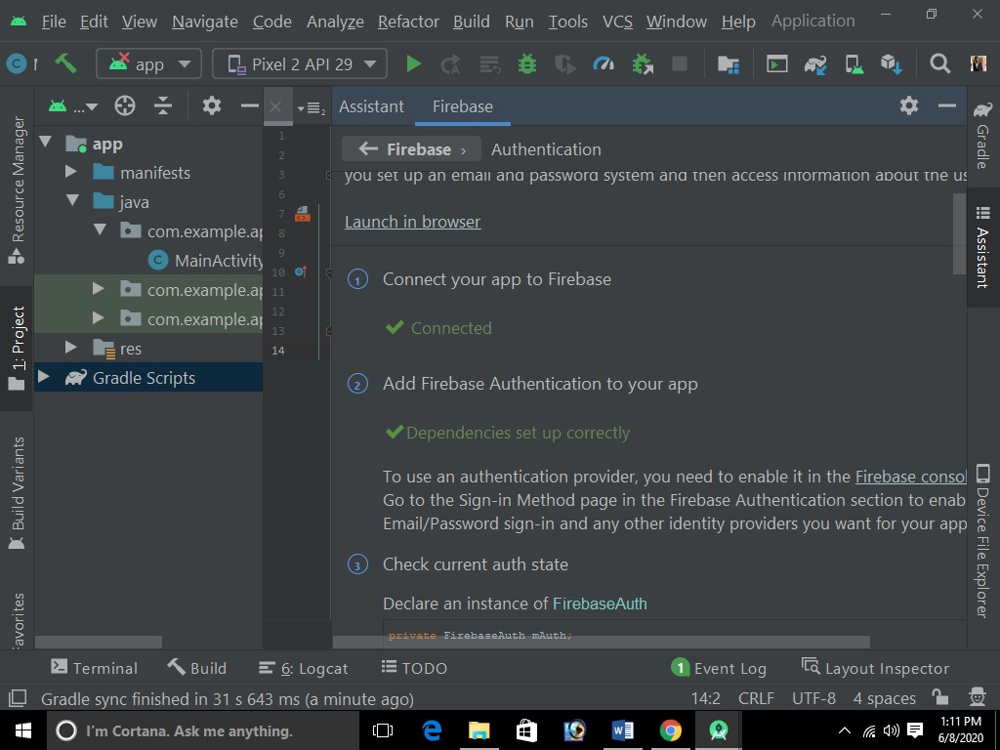 File Edit View Navigate Code Analyze Refactor Build Run Tools VCS Window Help Application
app Pixel 2 API 29
... Assistant Firebase
Firebase › Authentication
you set up an email and password system and then access information about the us
Launch in browser
1 Connect your app to Firebase
Connected
2 Add Firebase Authentication to your app
Dependencies set up correctly
To use an authentication provider, you need to enable it in the Firebase consol
Go to the Sign-in Method page in the Firebase Authentication section to enab
Email/Password sign-in and any other identity providers you want for your app
3 Check current auth state
Declare an instance of FirebaseAuth
private FirebaseAuth mAuth;
app
manifests
java
com.example.ap
MainActivity
com.example.ap
com.example.ap
res
Gradle Scripts
1
2
3
6
7
8
9
10
11
12
13
14
Resource Manager
1: Project
Build Variants
avorites
Gradle
Assistant
Device File Explorer
Terminal Build 6: Logcat TODO 1 Event Log Layout Inspector
Gradle sync finished in 31 s 643 ms (a minute ago) 14:2 CRLF UTF-8 4 spaces
I'm Cortana. Ask me anything. 1:11 PM
6/8/2020